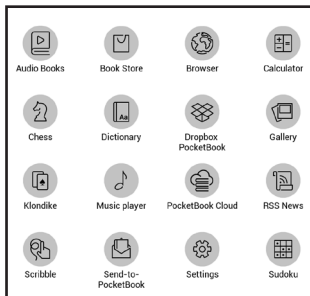 Audio Books
Book Store
Browser
Calculator
Aa
Chess
Dictionary
Dropbox
PocketBook
Gallery
Klondike
Music player
PocketBook Cloud
RSS News
Scribble
Send-to-
PocketBook
Settings
Sudoku